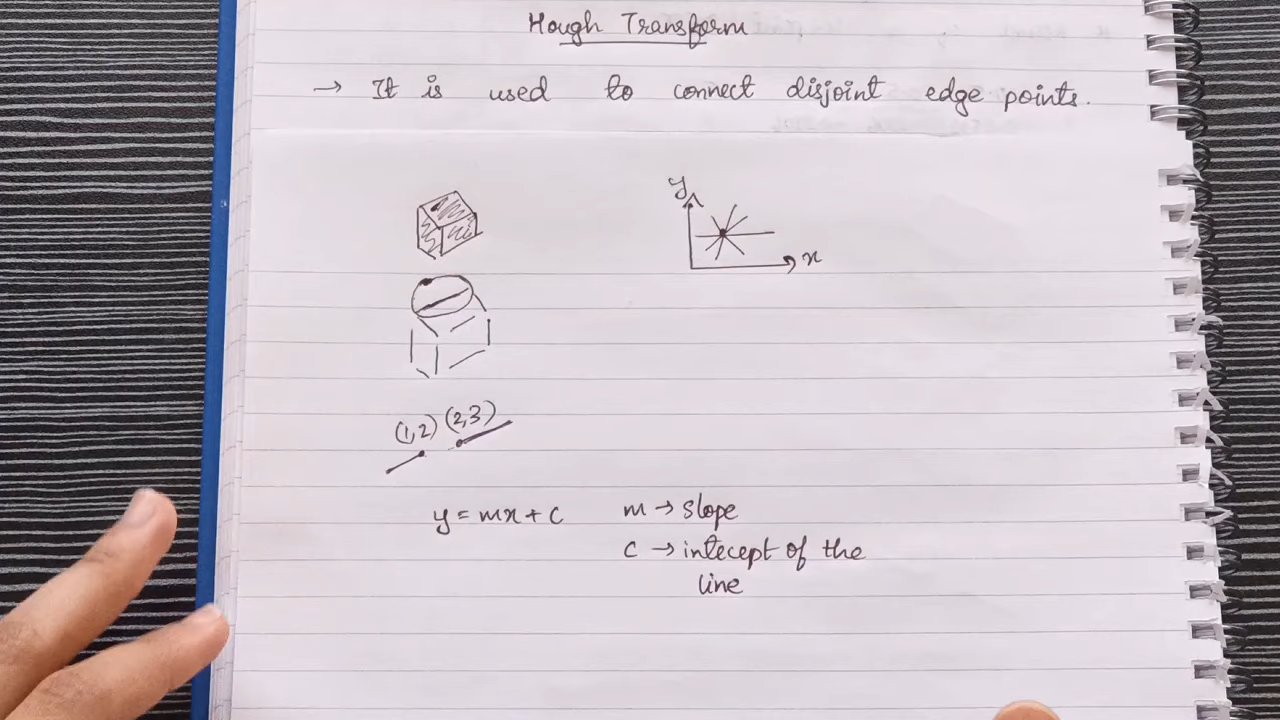 Hough Transform
→ It is used to connect disjoint edge points.
y
x
(1,2) (2,3)
y = mx + c
m → slope
c → intecept of the
line